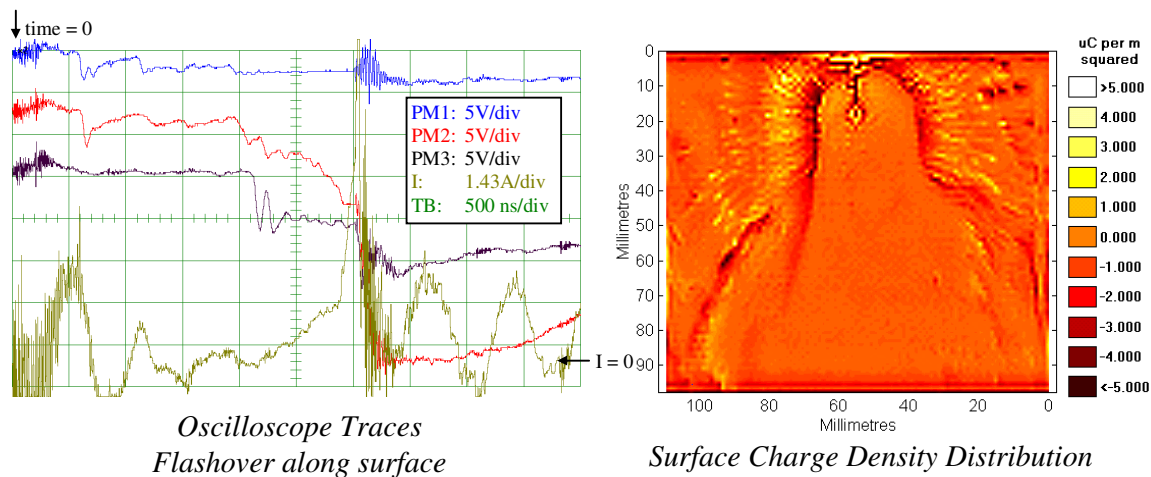 time = 0
PM1: 5V/div
PM2: 5V/div
PM3: 5V/div
I: 1.43A/div
TB: 500 ns/div
I = 0
Oscilloscope Traces
Flashover along surface
uC per m
squared
>5.000
4.000
3.000
2.000
1.000
0.000
-1.000
-2.000
-3.000
-4.000
<-5.000
Millimetres
0
10
20
30
40
50
60
70
80
90
100 80 60 40 20 0
Millimetres
Surface Charge Density Distribution